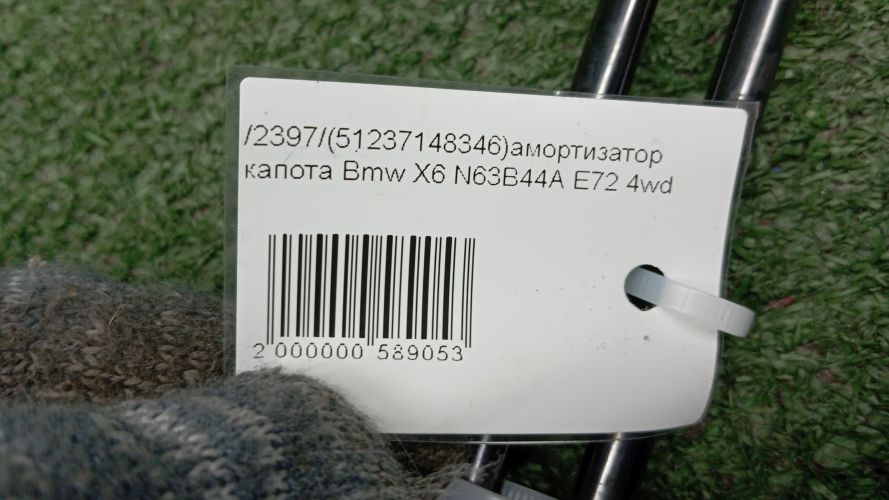 /2397/(51237148346)амортизатор
капота Bmw X6 N63B44A E72 4wd
2 000000 589053